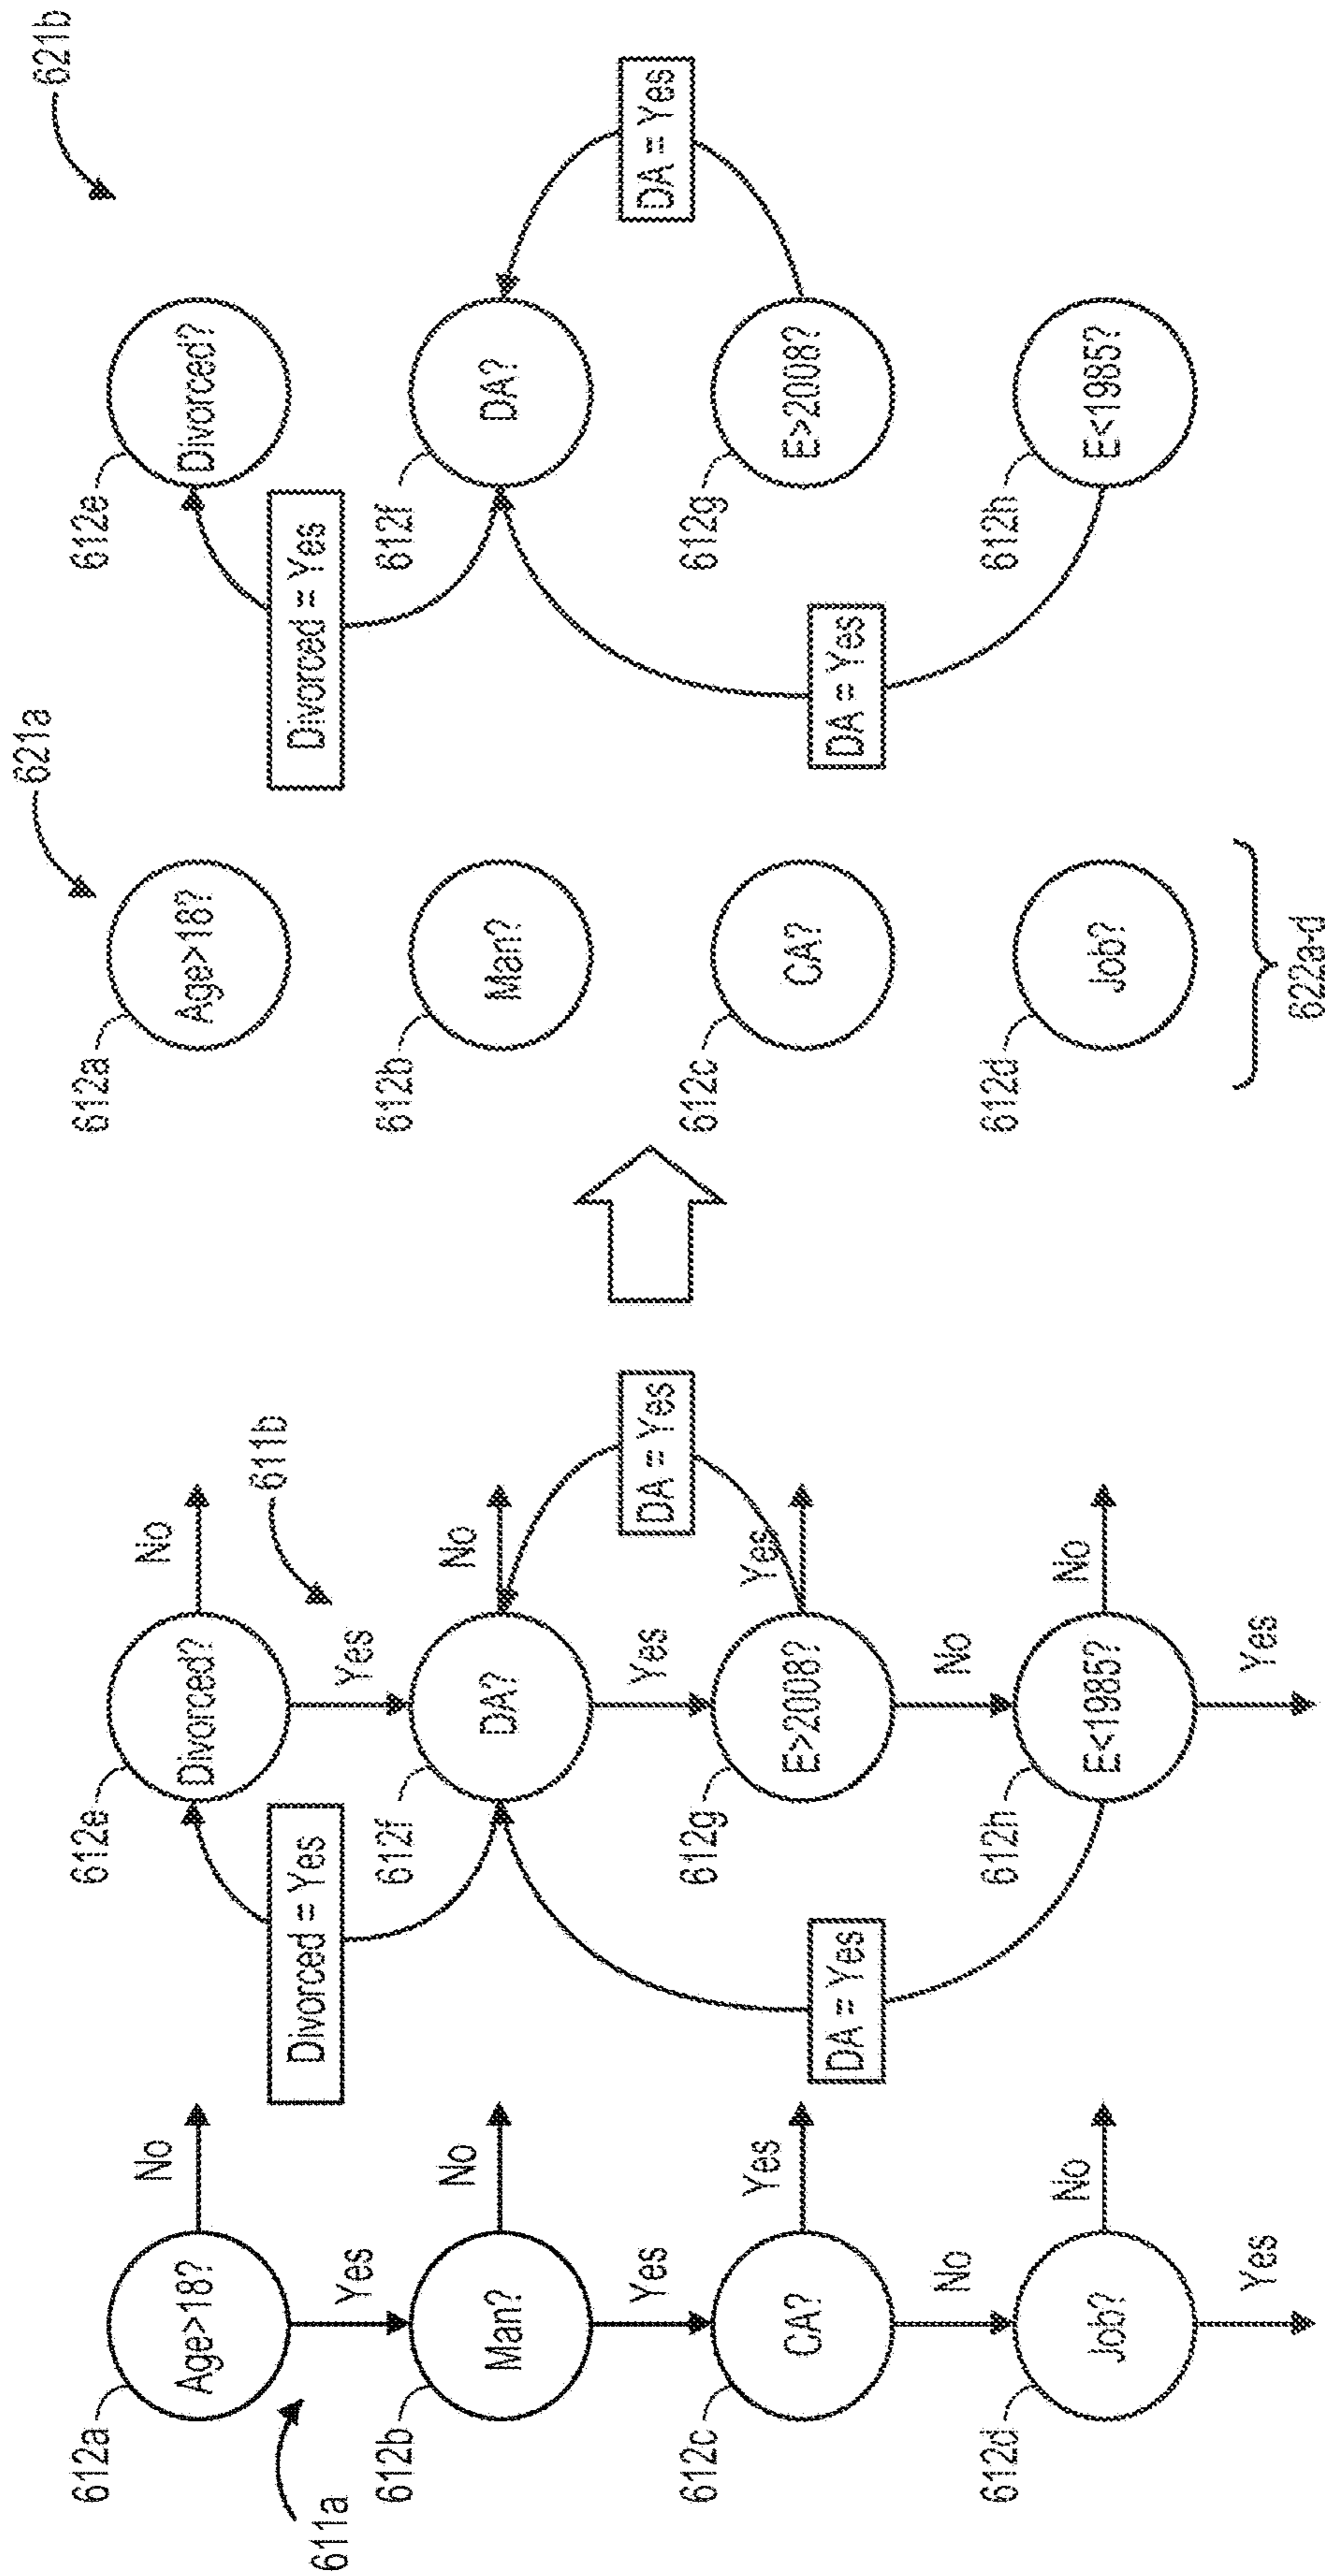 611a
612a
Age>18?
No
Yes
612b
Man?
No
Yes
612c
CA?
Yes
No
612d
Job?
No
Yes
611b
612e
Divorced?
No
Yes
Divorced = Yes
612f
DA?
No
Yes
DA = Yes
612g
E>2008?
Yes
No
DA = Yes
612h
E<1985?
No
Yes
621a
612a
Age>18?
612b
Man?
612c
CA?
612d
Job?
622a-d
621b
612e
Divorced?
Divorced = Yes
612f
DA?
DA = Yes
612g
E>2008?
DA = Yes
612h
E<1985?